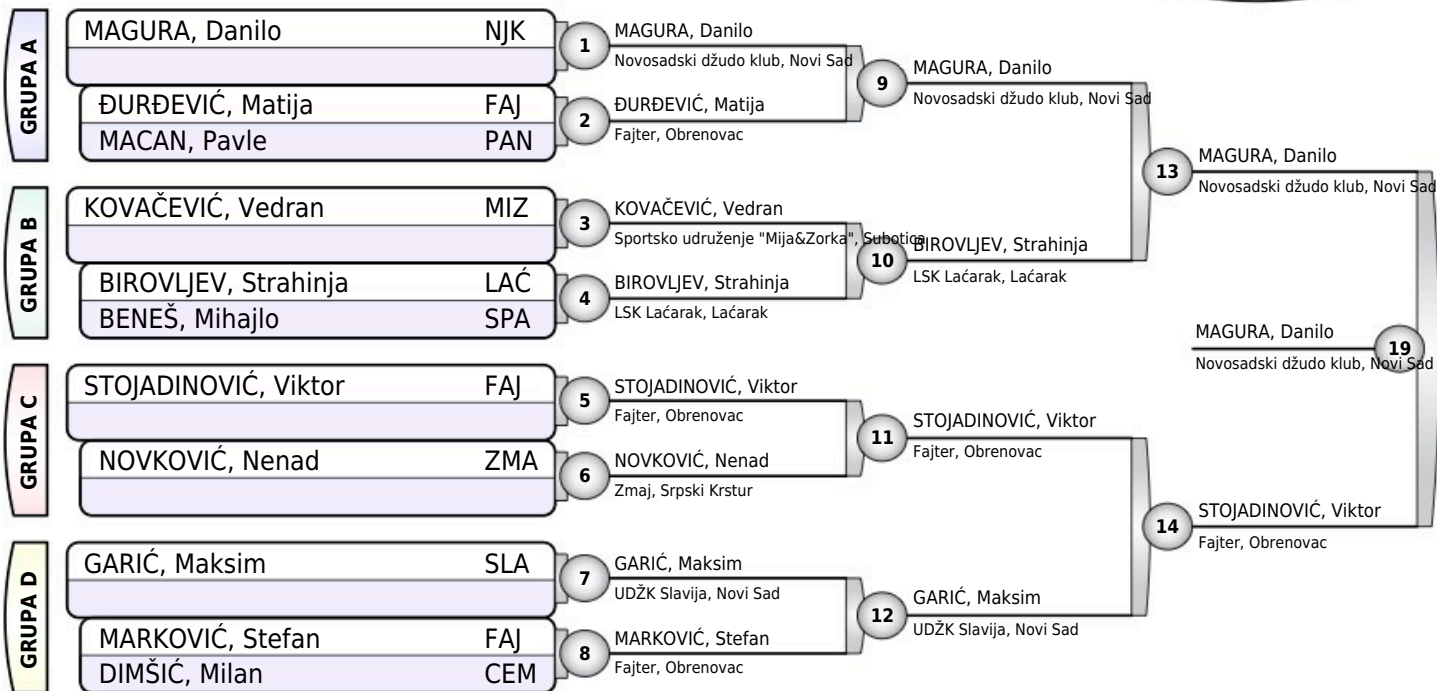 GRUPA A
MAGURA, Danilo NJK
ĐURĐEVIĆ, Matija FAJ
MACAN, Pavle PAN
GRUPA B
KOVAČEVIĆ, Vedran MIZ
BIROVLJEV, Strahinja LAĆ
BENEŠ, Mihajlo SPA
GRUPA C
STOJADINOVIĆ, Viktor FAJ
NOVKOVIĆ, Nenad ZMA
GRUPA D
GARIĆ, Maksim SLA
MARKOVIĆ, Stefan FAJ
DIMŠIĆ, Milan CEM
1
MAGURA, Danilo
Novosadski džudo klub, Novi Sad
2
ĐURĐEVIĆ, Matija
Fajter, Obrenovac
3
KOVAČEVIĆ, Vedran
Sportsko udruženje "Mija&Zorka", Subotica
4
BIROVLJEV, Strahinja
LSK Laćarak, Laćarak
5
STOJADINOVIĆ, Viktor
Fajter, Obrenovac
6
NOVKOVIĆ, Nenad
Zmaj, Srpski Krstur
7
GARIĆ, Maksim
UDŽK Slavija, Novi Sad
8
MARKOVIĆ, Stefan
Fajter, Obrenovac
9
MAGURA, Danilo
Novosadski džudo klub, Novi Sad
10
BIROVLJEV, Strahinja
LSK Laćarak, Laćarak
11
STOJADINOVIĆ, Viktor
Fajter, Obrenovac
12
GARIĆ, Maksim
UDŽK Slavija, Novi Sad
13
MAGURA, Danilo
Novosadski džudo klub, Novi Sad
14
STOJADINOVIĆ, Viktor
Fajter, Obrenovac
19
MAGURA, Danilo
Novosadski džudo klub, Novi Sad